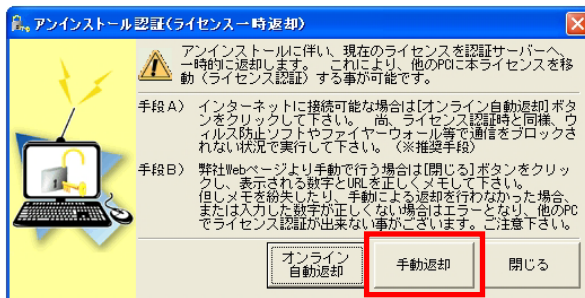 アンインストール認証(ライセンス一時返却)
アンインストールに伴い、現在のライセンスを認証サーバーへ、
一時的に返却します。 これにより、他のPCに本ライセンスを移
動（ライセンス認証）する事が可能です。
手段A) インターネットに接続可能な場合は[オンライン自動返却]ボタ
ンをクリックして下さい。 尚、ライセンス認証時と同様、ウ
ィルス防止ソフトやファイヤーウォール等で通信をブロックさ
れない状況で実行して下さい。（※推奨手段）
手段B) 弊社Webページより手動で行う場合は[閉じる]ボタンをクリッ
クし、表示される数字とURLを正しくメモして下さい。
但しメモを紛失したり、手動による返却を行わなかった場合、
または入力した数字が正しくない場合はエラーとなり、他のPC
でライセンス認証が出来ない事がございます。ご注意下さい。
オンライン
自動返却
手動返却
閉じる